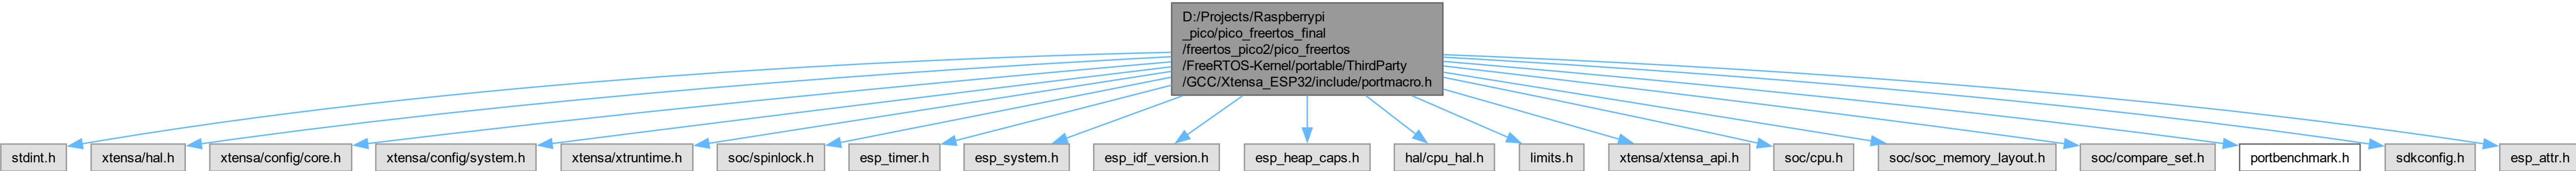 D:/Projects/Raspberrypi
_pico/pico_freertos_final
/freertos_pico2/pico_freertos
/FreeRTOS-Kernel/portable/ThirdParty
/GCC/Xtensa_ESP32/include/portmacro.h
stdint.h
xtensa/hal.h
xtensa/config/core.h
xtensa/config/system.h
xtensa/xtruntime.h
soc/spinlock.h
esp_timer.h
esp_system.h
esp_idf_version.h
esp_heap_caps.h
hal/cpu_hal.h
limits.h
xtensa/xtensa_api.h
soc/cpu.h
soc/soc_memory_layout.h
soc/compare_set.h
portbenchmark.h
sdkconfig.h
esp_attr.h